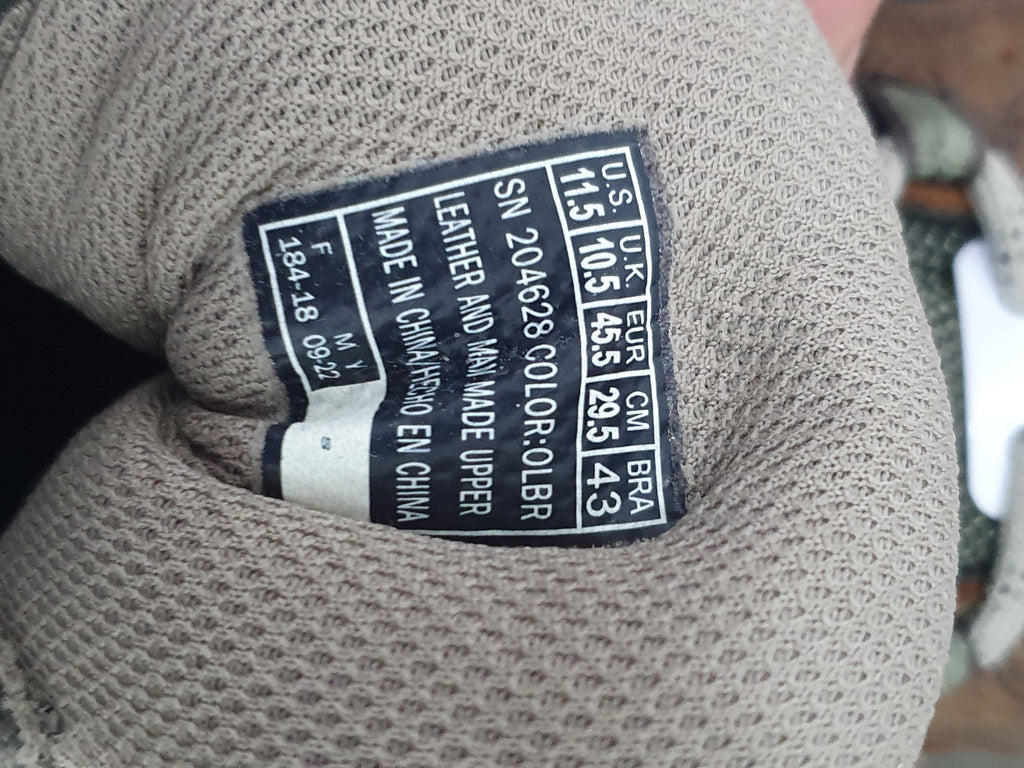 U.S. U.K. EUR CM BRA
11.5 10.5 45.5 29.5 43
SN 204628 COLOR:OLBR
LEATHER AND MAN MADE UPPER
MADE IN CHINA/HECHO EN CHINA
F M Y
184-18 09-22